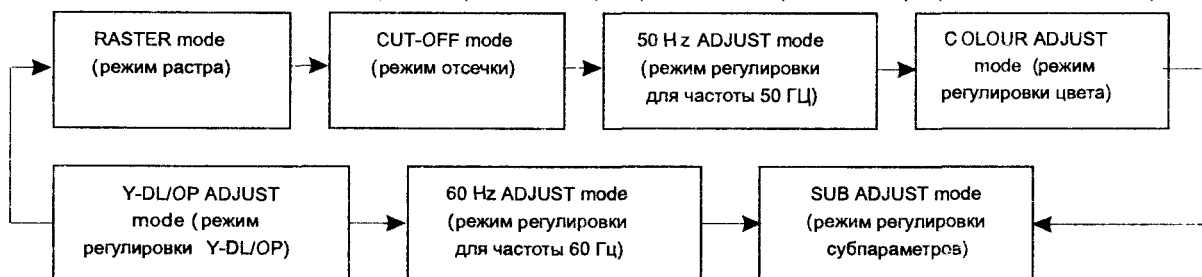 RASTER mode
(режим растра)
CUT-OFF mode
(режим отсечки)
50 H z ADJUST mode
(режим регулировки
для частоты 50 ГЦ)
C OLOUR ADJUST
mode (режим
регулировки цвета)
Y-DL/OP ADJUST
mode (режим
регулировки Y-DL/OP)
60 Hz ADJUST mode
(режим регулировки
для частоты 60 Гц)
SUB ADJUST mode
(режим регулировки
субпараметров)